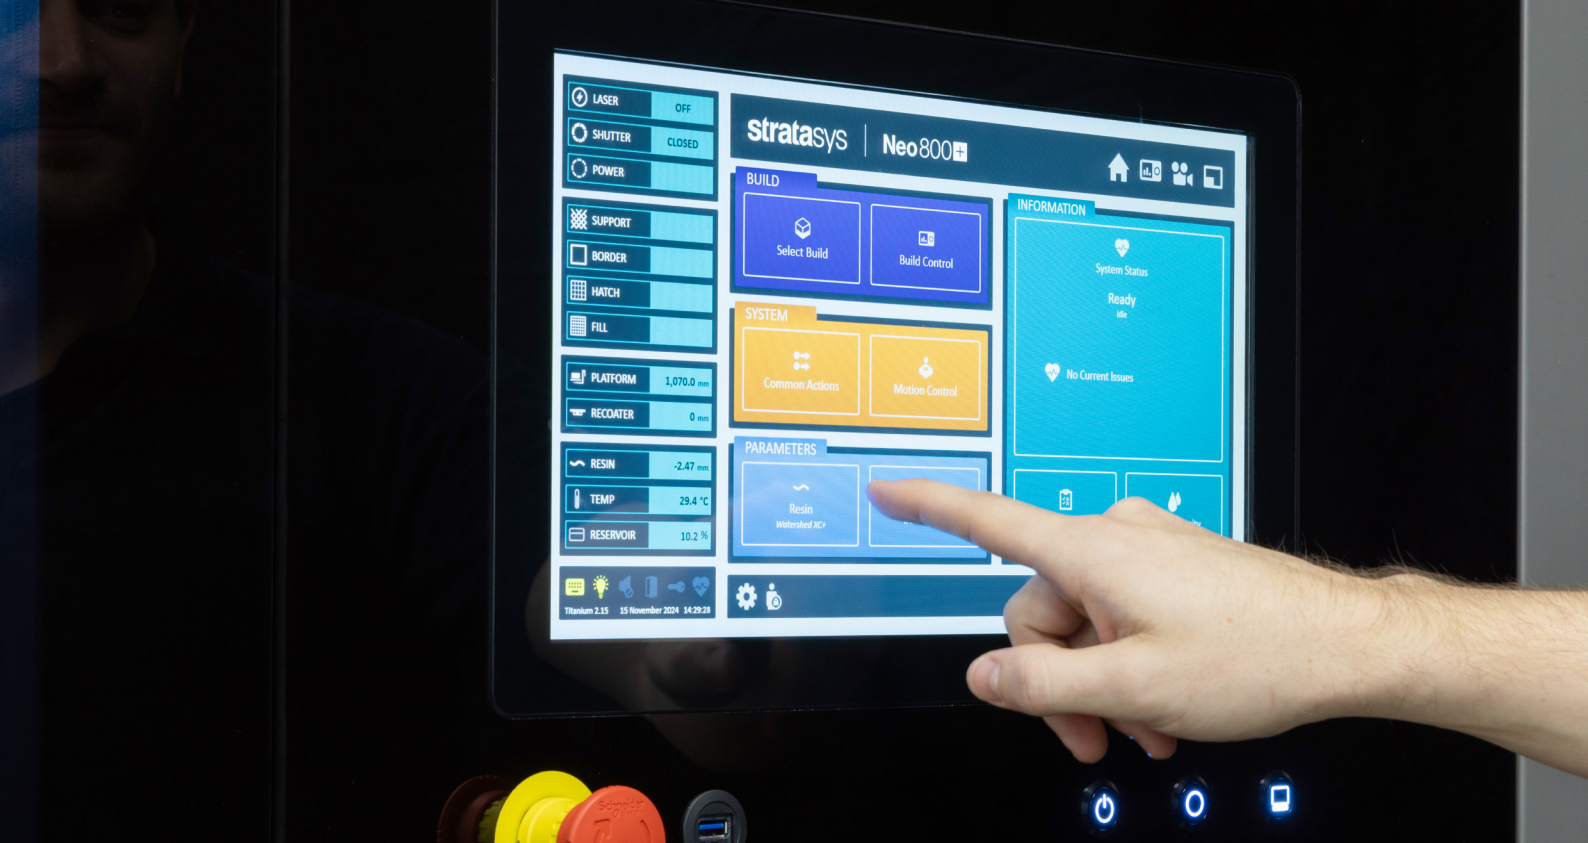 LASER OFF
SHUTTER CLOSED
POWER
SUPPORT
BORDER
HATCH
FILL
PLATFORM 1,070.0 mm
RECOATER 0 mm
RESIN -2.47 mm
TEMP 29.4 °C
RESERVOIR 10.2 %
Titanium 2.15 15 November 2024 14:29:28
stratasys Neo800+
BUILD
Select Build
Build Control
SYSTEM
Common Actions
Motion Control
PARAMETERS
Resin
Watershed XC+
INFORMATION
System Status
Ready
Idle
No Current Issues
Schneider